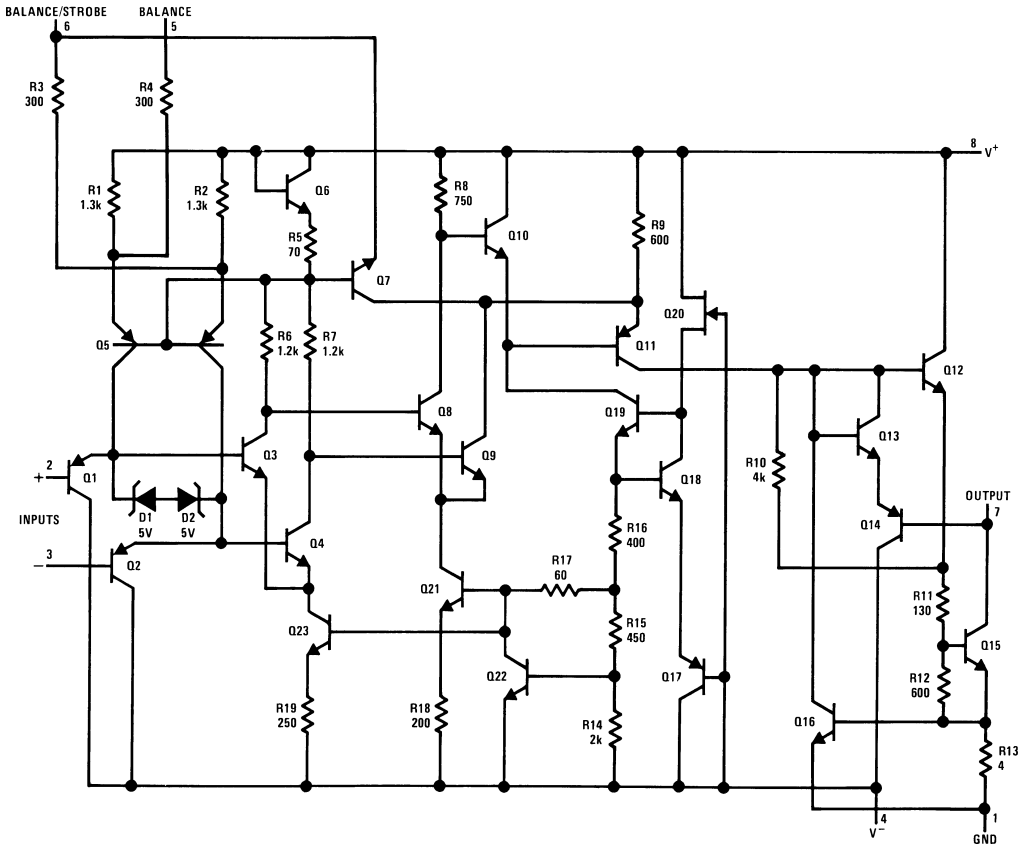 BALANCE/STROBE
6
BALANCE
5
R3
300
R4
300
8 V+
R1
1.3k
R2
1.3k
Q6
R5
70
R8
750
Q10
R9
600
Q7
Q20
Q5
R6
1.2k
R7
1.2k
Q11
Q12
Q8
Q19
Q13
Q3
Q9
Q18
R10
4k
2
+
Q1
D1
5V
D2
5V
INPUTS
OUTPUT
7
Q14
R16
400
3
–
Q2
Q4
R17
60
Q21
R11
130
Q23
R15
450
Q15
Q22
Q17
R12
600
R19
250
R18
200
R14
2k
Q16
R13
4
4
V–
1
GND